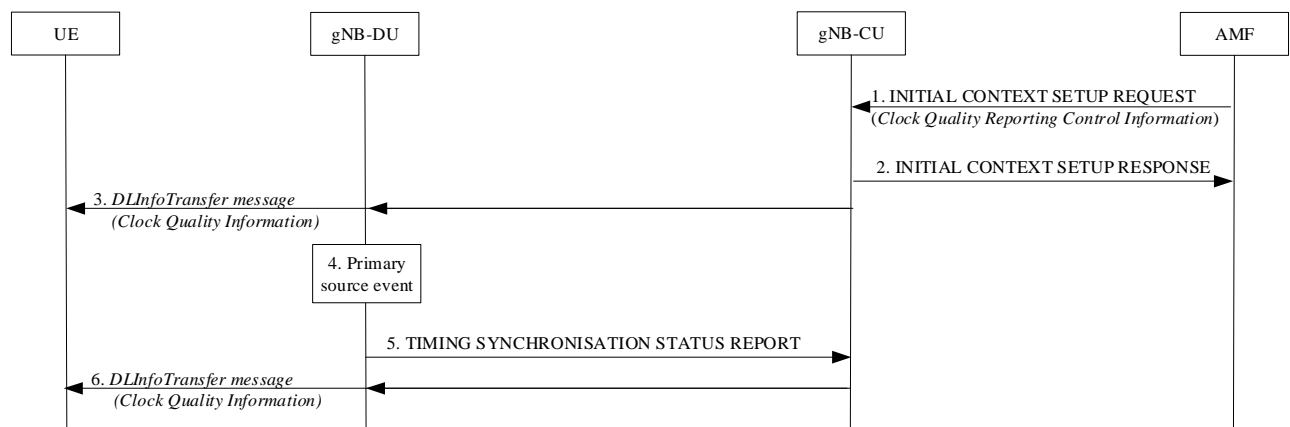 UE
gNB-DU
gNB-CU
AMF
1. INITIAL CONTEXT SETUP REQUEST
(Clock Quality Reporting Control Information)
2. INITIAL CONTEXT SETUP RESPONSE
3. DLInfoTransfer message
(Clock Quality Information)
4. Primary
source event
5. TIMING SYNCHRONISATION STATUS REPORT
6. DLInfoTransfer message
(Clock Quality Information)